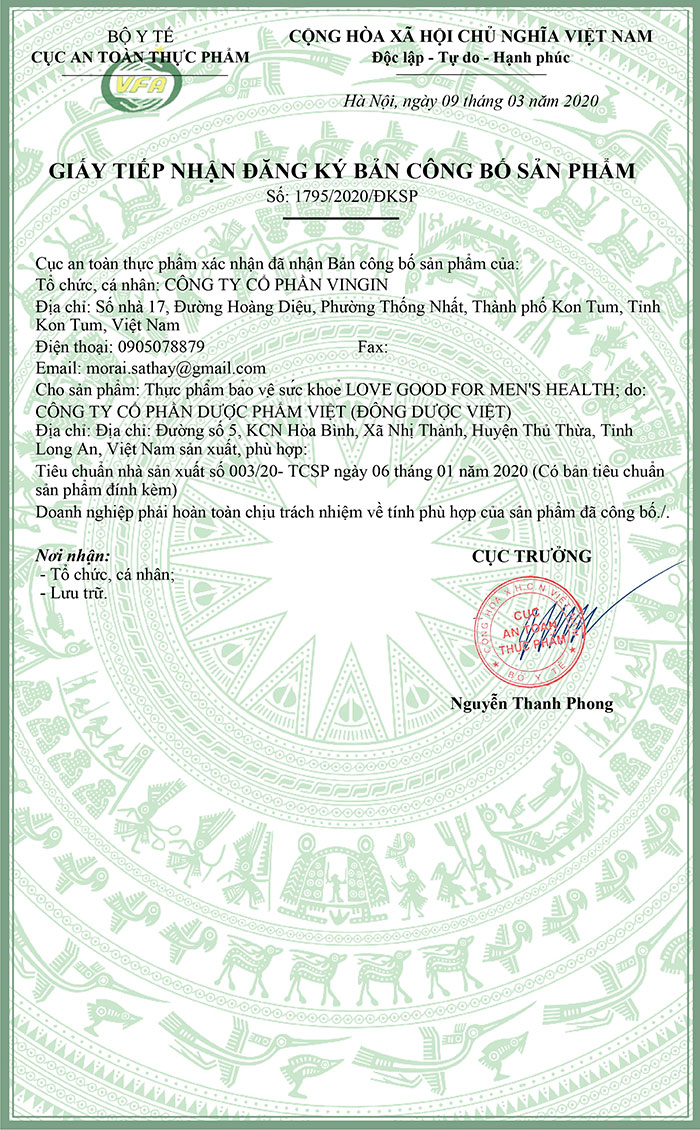 BỘ Y TẾ
CỤC AN TOÀN THỰC PHẨM
VFA
CỘNG HÒA XÃ HỘI CHỦ NGHĨA VIỆT NAM
Độc lập - Tự do - Hạnh phúc
Hà Nội, ngày 09 tháng 03 năm 2020
GIẤY TIẾP NHẬN ĐĂNG KÝ BẢN CÔNG BỐ SẢN PHẨM
Số: 1795/2020/ĐKSP
Cục an toàn thực phẩm xác nhận đã nhận Bản công bố sản phẩm của:
Tổ chức, cá nhân: CÔNG TY CỔ PHẦN VINGIN
Địa chỉ: Số nhà 17, Đường Hoàng Diệu, Phường Thống Nhất, Thành phố Kon Tum, Tỉnh
Kon Tum, Việt Nam
Điện thoại: 0905078879 Fax:
Email: morai.sathay@gmail.com
Cho sản phẩm: Thực phẩm bảo vệ sức khoẻ LOVE GOOD FOR MEN'S HEALTH; do:
CÔNG TY CỔ PHẦN DƯỢC PHẨM VIỆT (ĐÔNG DƯỢC VIỆT)
Địa chỉ: Địa chỉ: Đường số 5, KCN Hòa Bình, Xã Nhị Thành, Huyện Thủ Thừa, Tỉnh
Long An, Việt Nam sản xuất, phù hợp:
Tiêu chuẩn nhà sản xuất số 003/20- TCSP ngày 06 tháng 01 năm 2020 (Có bản tiêu chuẩn
sản phẩm đính kèm)
Doanh nghiệp phải hoàn toàn chịu trách nhiệm về tính phù hợp của sản phẩm đã công bố./.
Nơi nhận:
- Tổ chức, cá nhân;
- Lưu trữ.
CỤC TRƯỞNG
CỘNG HÒA X.H.C.N VIỆT
CỤC
AN TOÀN
THỰC PHẨM
BỘ Y TẾ
Nguyễn Thanh Phong